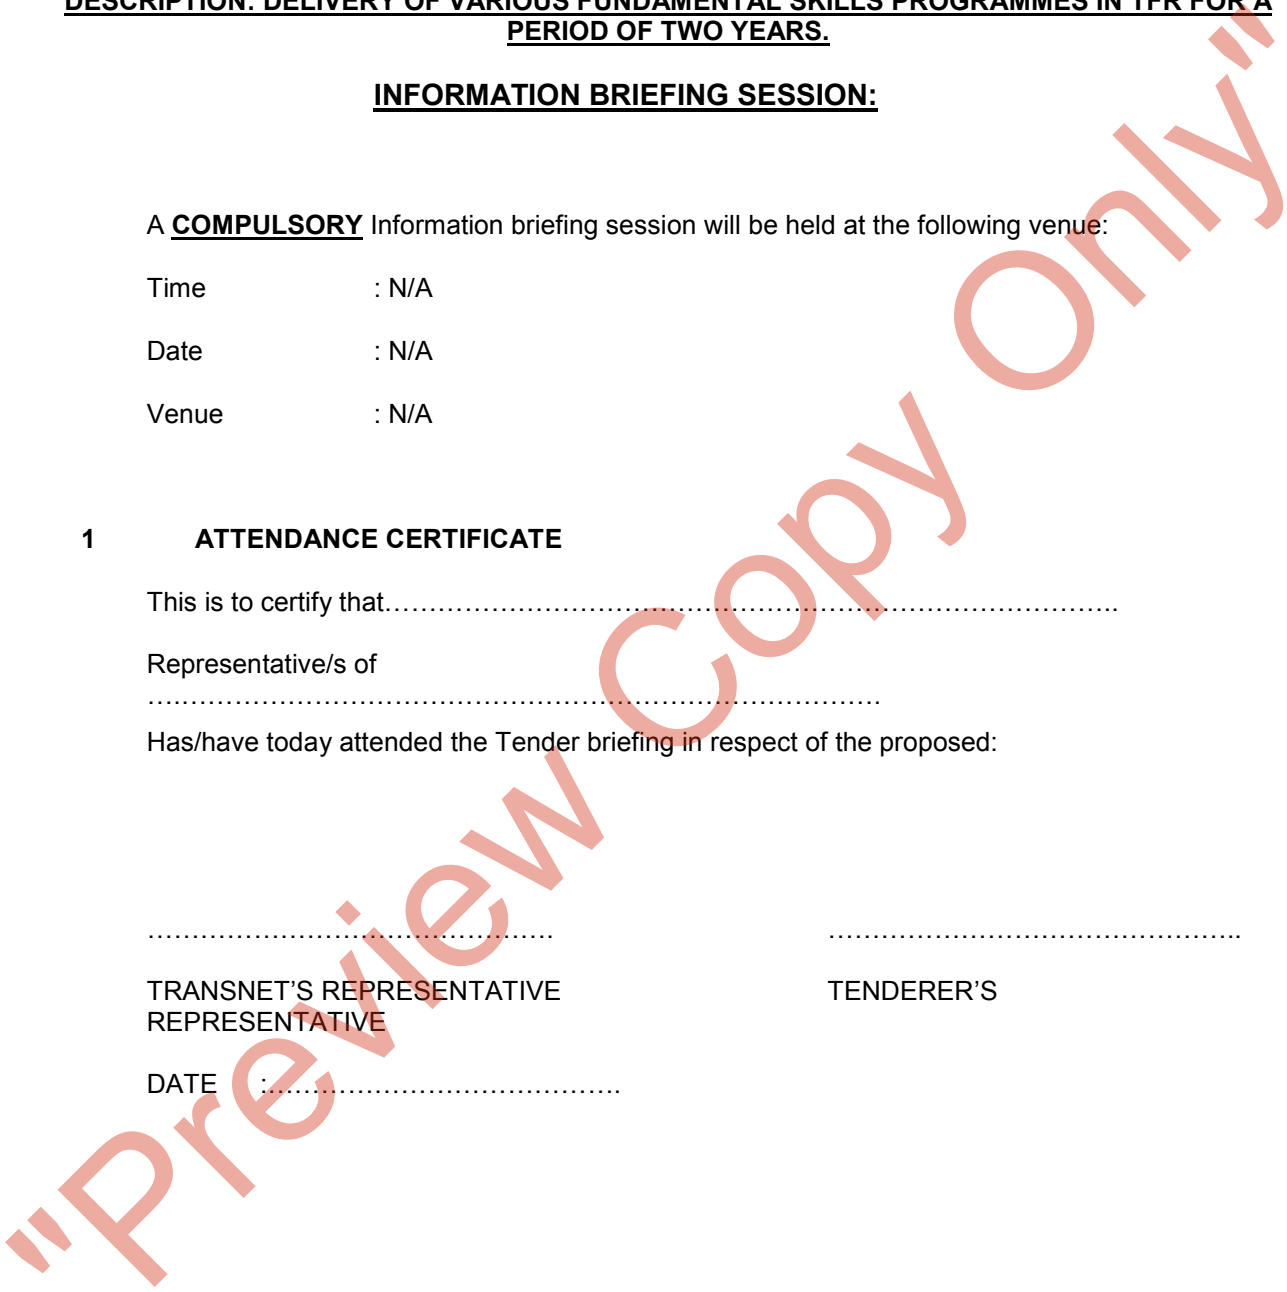 DESCRIPTION: DELIVERY OF VARIOUS FUNDAMENTAL SKILLS PROGRAMMES IN TFR FOR A
PERIOD OF TWO YEARS.
INFORMATION BRIEFING SESSION:
A COMPULSORY Information briefing session will be held at the following venue:
Time : N/A
Date : N/A
Venue : N/A
1 ATTENDANCE CERTIFICATE
This is to certify that…………………………………………………………………………..
Representative/s of
….…………………………………………………………………….
Has/have today attended the Tender briefing in respect of the proposed:
………………………………………. ………………………………………..
TRANSNET'S REPRESENTATIVE TENDERER'S
REPRESENTATIVE
DATE :………………………………….
"Preview Copy Only"